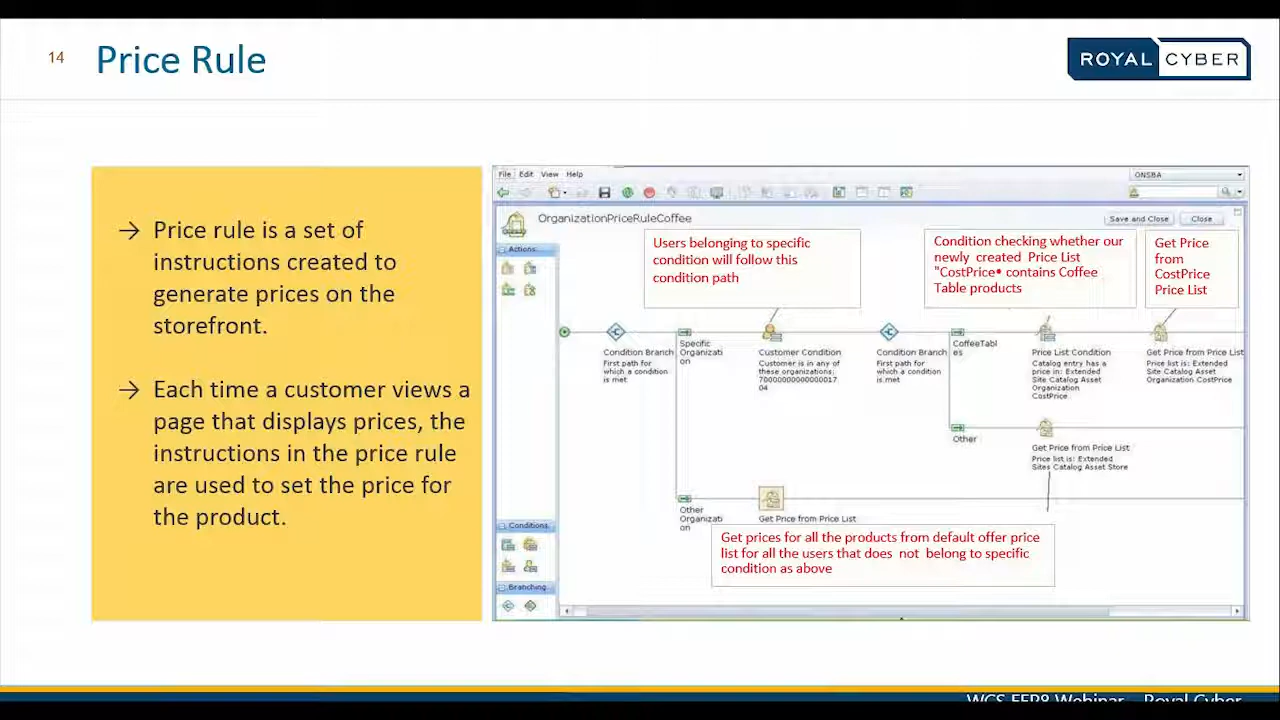 14
Price Rule
ROYAL CYBER
→ Price rule is a set of
instructions created to
generate prices on the
storefront.
→ Each time a customer views a
page that displays prices, the
instructions in the price rule
are used to set the price for
the product.
File Edit View Help
ONSBA
OrganizationPriceRuleCoffee
Save and Close
Close
Actions
Users belonging to specific
condition will follow this
condition path
Condition checking whether our
newly created Price List
"CostPrice• contains Coffee
Table products
Get Price
from
CostPrice
Price List
Condition Branch
First path for
which a condition
is met
Specific
Organizati
on
Customer Condition
Customer is in any of
these organizations:
Condition Branch
First path for
which a condition
is met
CoffeeTabl
es
Price List Condition
Catalog entry has a
price in: Extended
Site Catalog Asset
Organization
CostPrice
Get Price from Price List
Price list is: Extended
Site Catalog Asset
Organization CostPrice
Other
Get Price from Price List
Price list is: Extended
Sites Catalog Asset Store
Other
Organizati
on
Get Price from Price List
Get prices for all the products from default offer price
list for all the users that does not belong to specific
condition as above
Conditions
Branching
WCS FEP8 Webinar – Royal Cyber